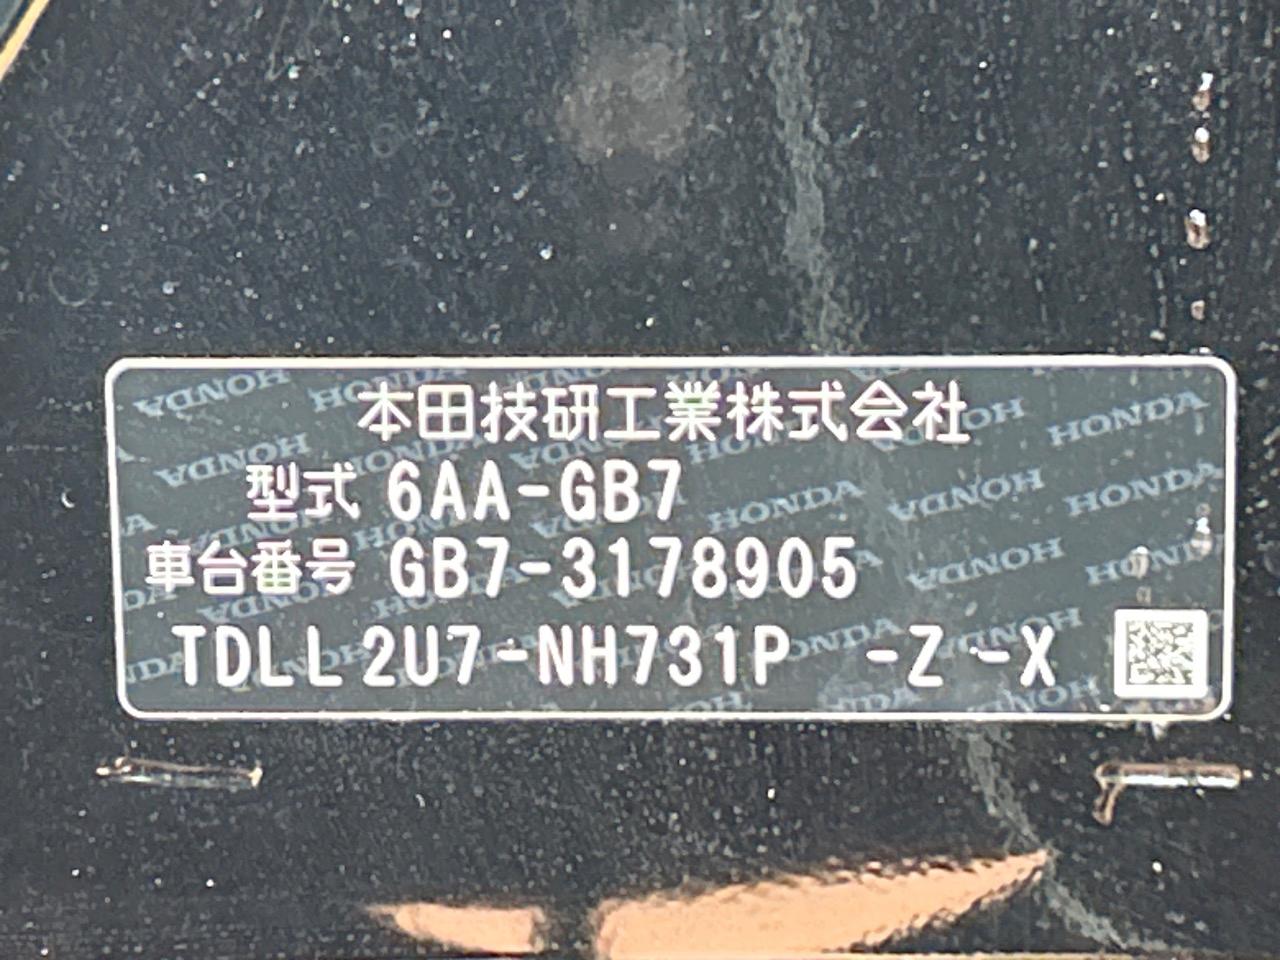 本田技研工業株式会社
型式 6AA-GB7
車台番号 GB7-3178905
TDLL2U7-NH731P -Z -X